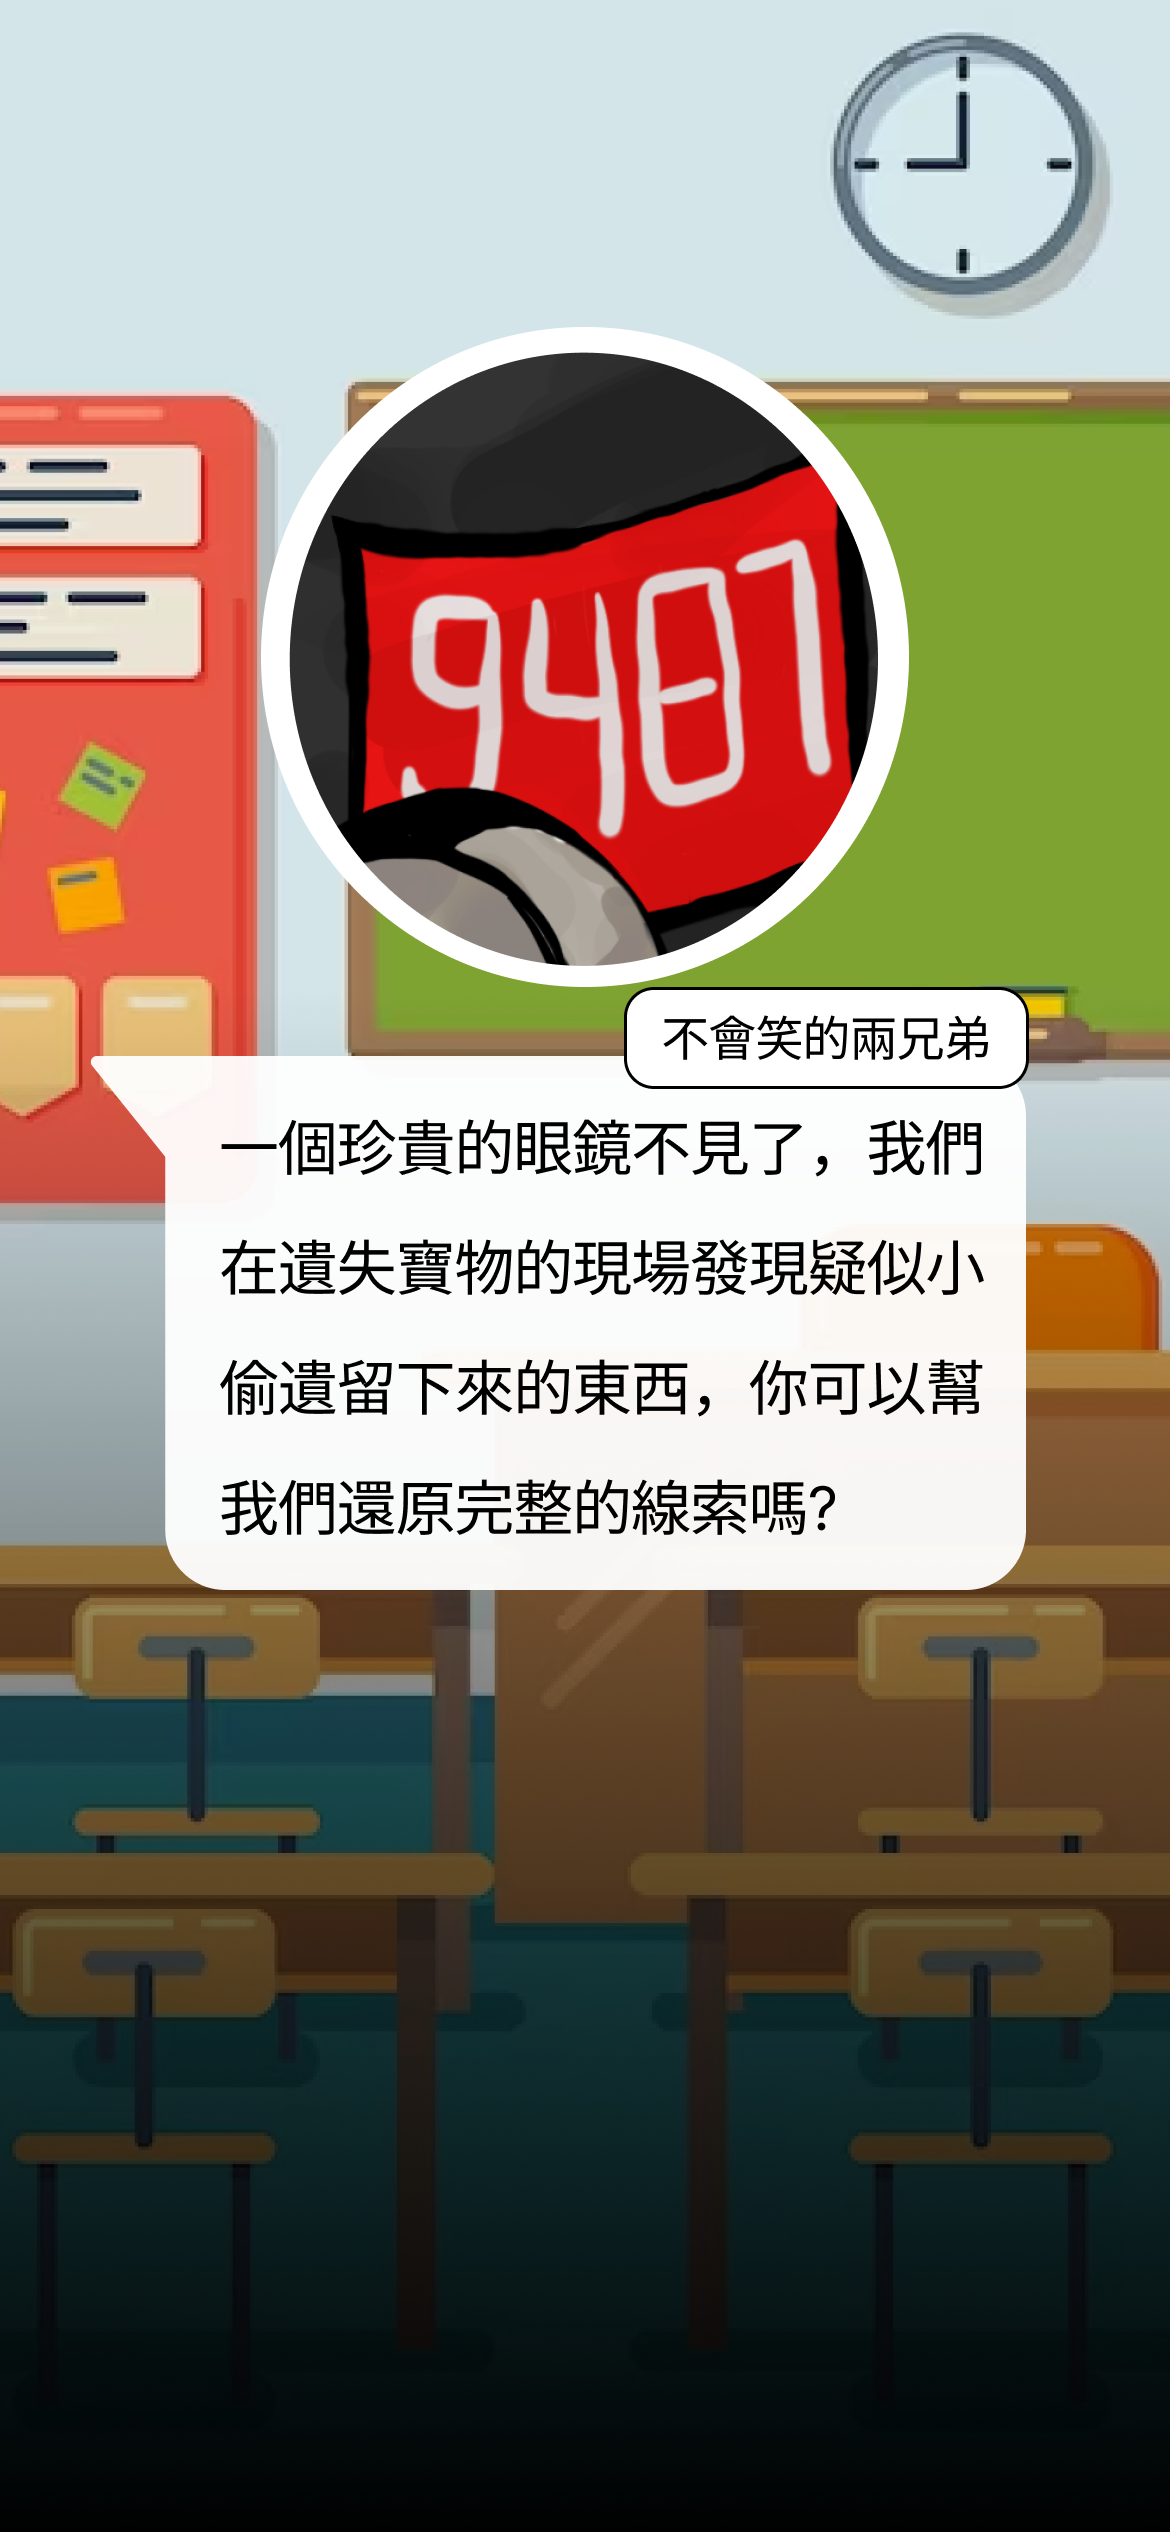 9487
不會笑的兩兄弟
一個珍貴的眼鏡不見了，我們
在遺失寶物的現場發現疑似小
偷遺留下來的東西，你可以幫
我們還原完整的線索嗎?